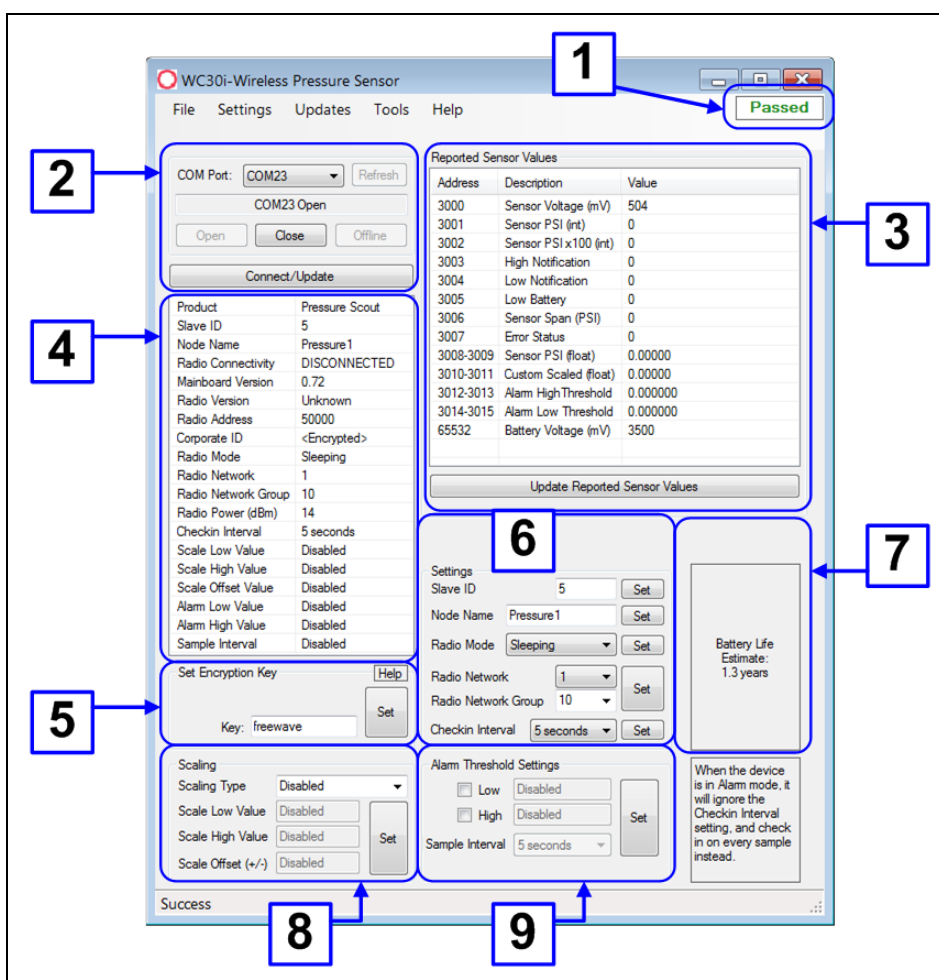 1
WC30i-Wireless Pressure Sensor
File Settings Updates Tools Help
Passed
2
COM Port: COM23 Refresh
COM23 Open
Open Close Offline
Connect/Update
Reported Sensor Values
Address Description Value
3000 Sensor Voltage (mV) 504
3001 Sensor PSI (int) 0
3002 Sensor PSI x100 (int) 0
3003 High Notification 0
3004 Low Notification 0
3005 Low Battery 0
3006 Sensor Span (PSI) 0
3007 Error Status 0
3008-3009 Sensor PSI (float) 0.00000
3010-3011 Custom Scaled (float) 0.00000
3012-3013 Alarm HighThreshold 0.000000
3014-3015 Alarm Low Threshold 0.000000
65532 Battery Voltage (mV) 3500
Update Reported Sensor Values
3
4
Product Pressure Scout
Slave ID 5
Node Name Pressure1
Radio Connectivity DISCONNECTED
Mainboard Version 0.72
Radio Version Unknown
Radio Address 50000
Corporate ID <Encrypted>
Radio Mode Sleeping
Radio Network 1
Radio Network Group 10
Radio Power (dBm) 14
Checkin Interval 5 seconds
Scale Low Value Disabled
Scale High Value Disabled
Scale Offset Value Disabled
Alarm Low Value Disabled
Alarm High Value Disabled
Sample Interval Disabled
5
Set Encryption Key Help
Key: freewave Set
6
Settings
Slave ID 5 Set
Node Name Pressure1 Set
Radio Mode Sleeping Set
Radio Network 1
Radio Network Group 10 Set
Checkin Interval 5 seconds Set
7
Battery Life
Estimate:
1.3 years
Scaling
Scaling Type Disabled
Scale Low Value Disabled
Scale High Value Disabled Set
Scale Offset (+/-) Disabled
Alarm Threshold Settings
Low Disabled
High Disabled Set
Sample Interval 5 seconds
When the device
is in Alarm mode, it
will ignore the
Checkin Interval
setting, and check
in on every sample
instead.
Success
8
9